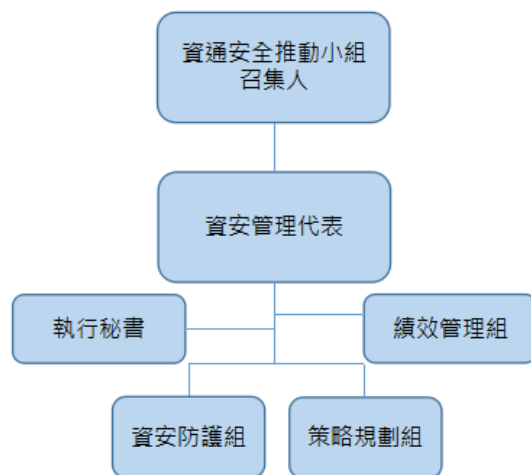 資通安全推動小組
召集人
資安管理代表
執行秘書
績效管理組
資安防護組
策略規劃組